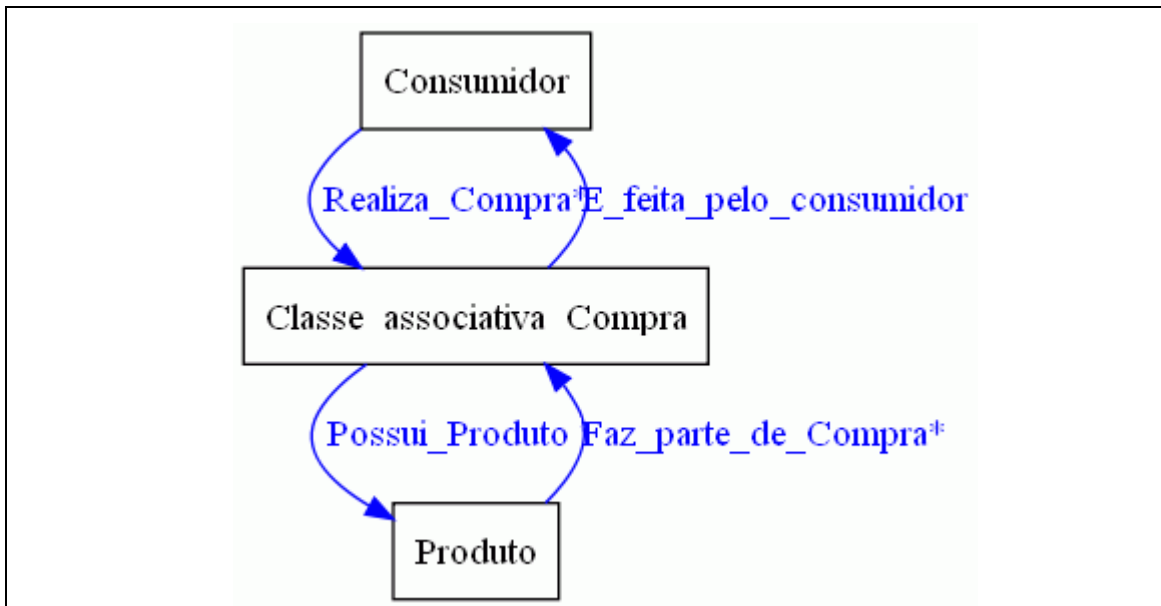 Consumidor
Realiza_Compra* E_feita_pelo_consumidor
Classe associativa Compra
Possui_Produto Faz_parte_de_Compra*
Produto